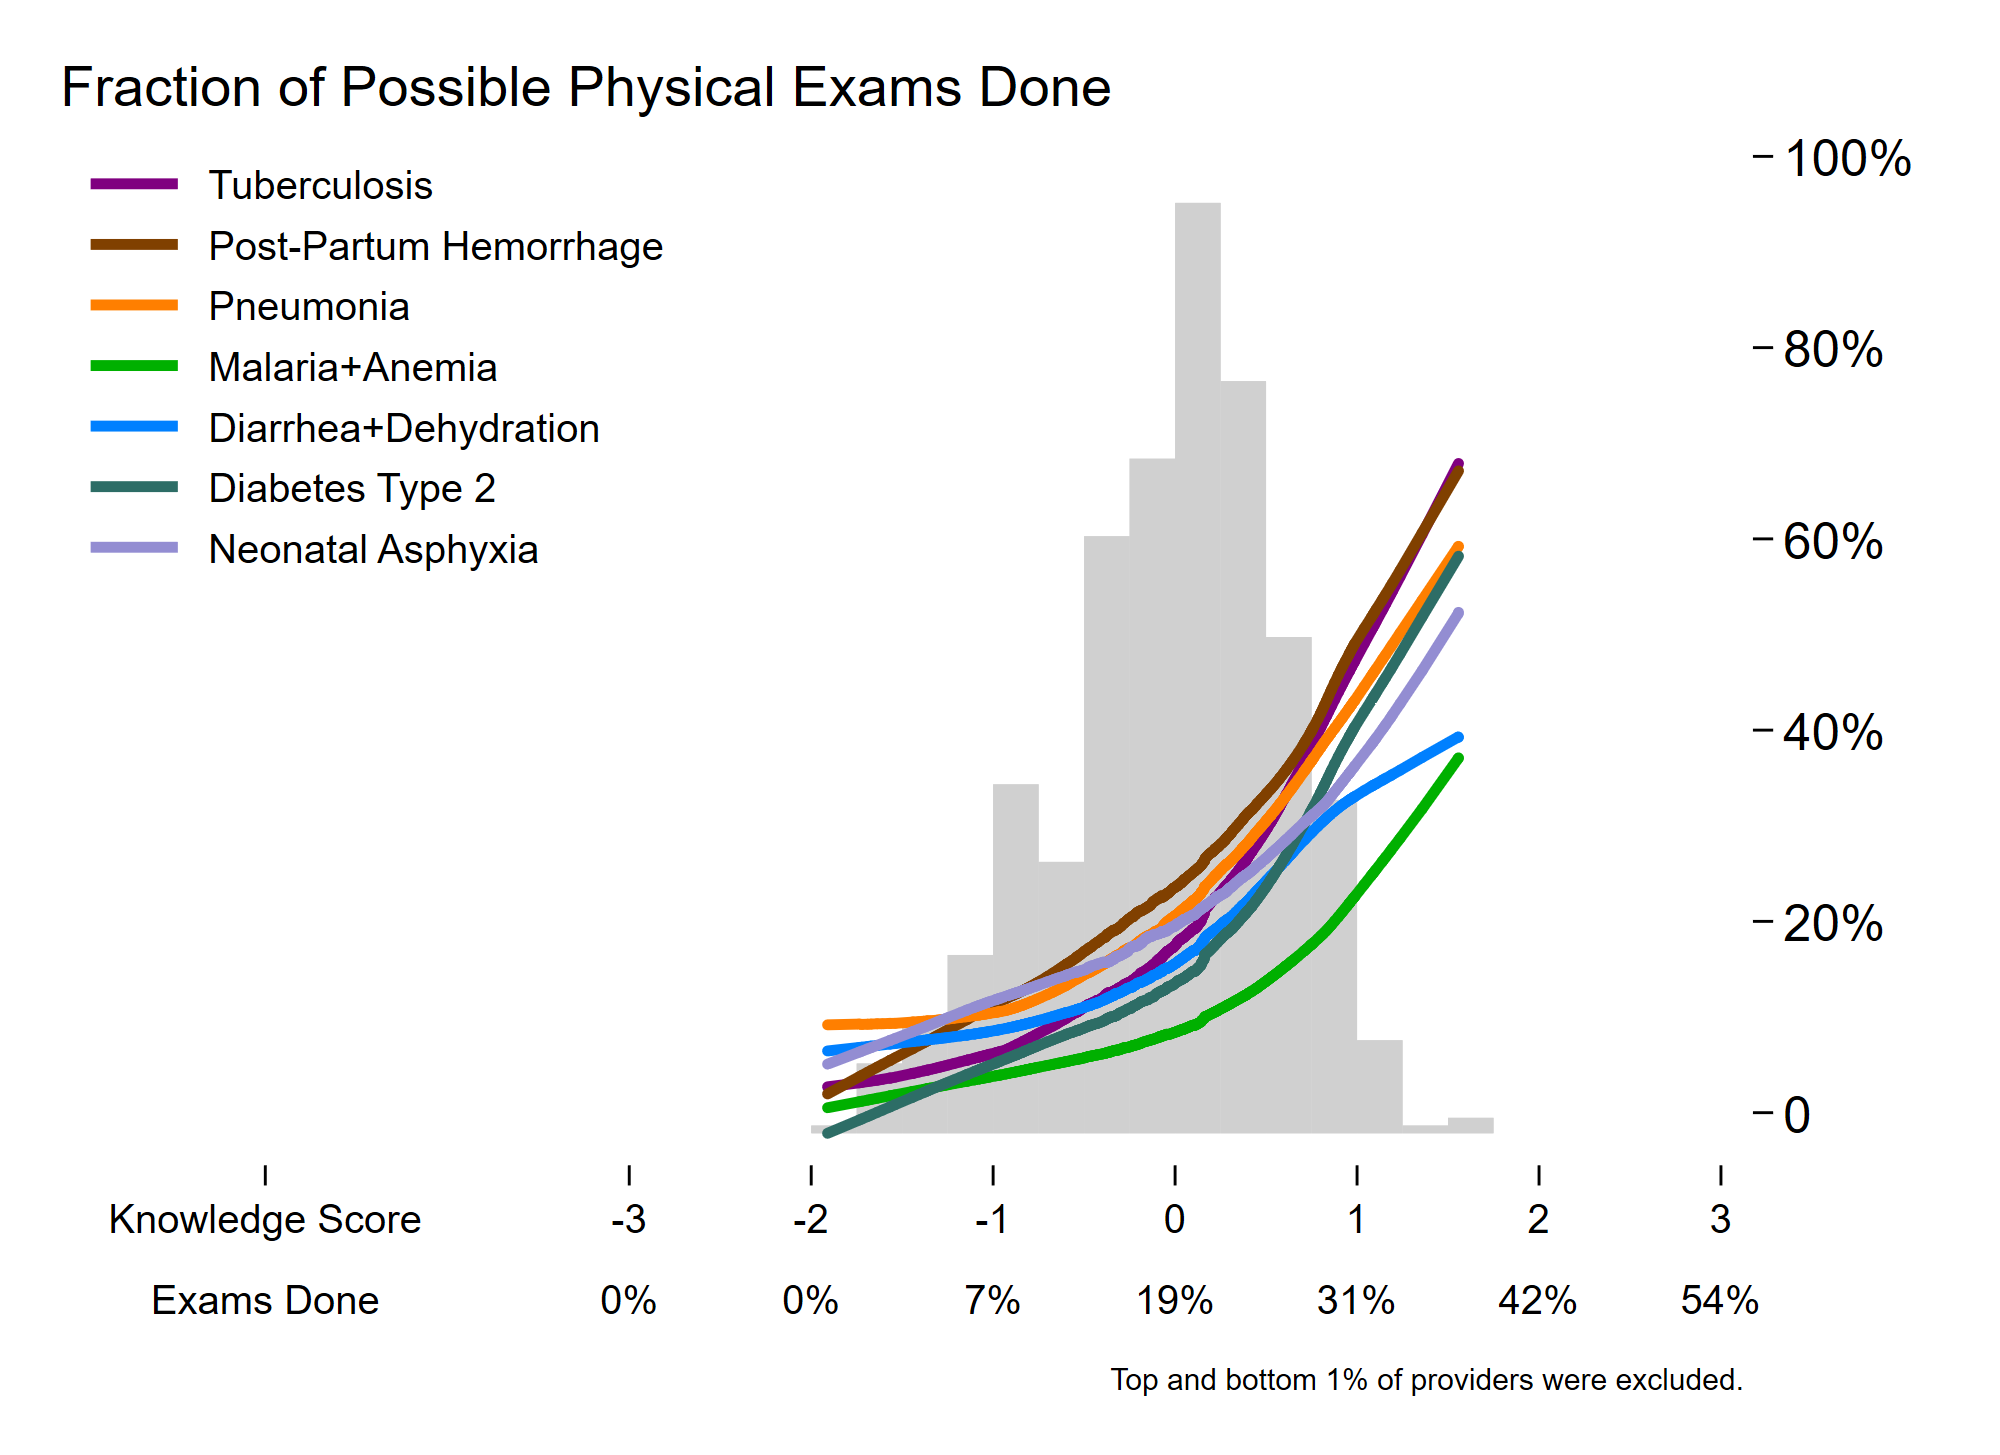 Fraction of Possible Physical Exams Done
Tuberculosis
Post-Partum Hemorrhage
Pneumonia
Malaria+Anemia
Diarrhea+Dehydration
Diabetes Type 2
Neonatal Asphyxia
100%
80%
60%
40%
20%
0
Knowledge Score -3 -2 -1 0 1 2 3
Exams Done 0% 0% 7% 19% 31% 42% 54%
Top and bottom 1% of providers were excluded.